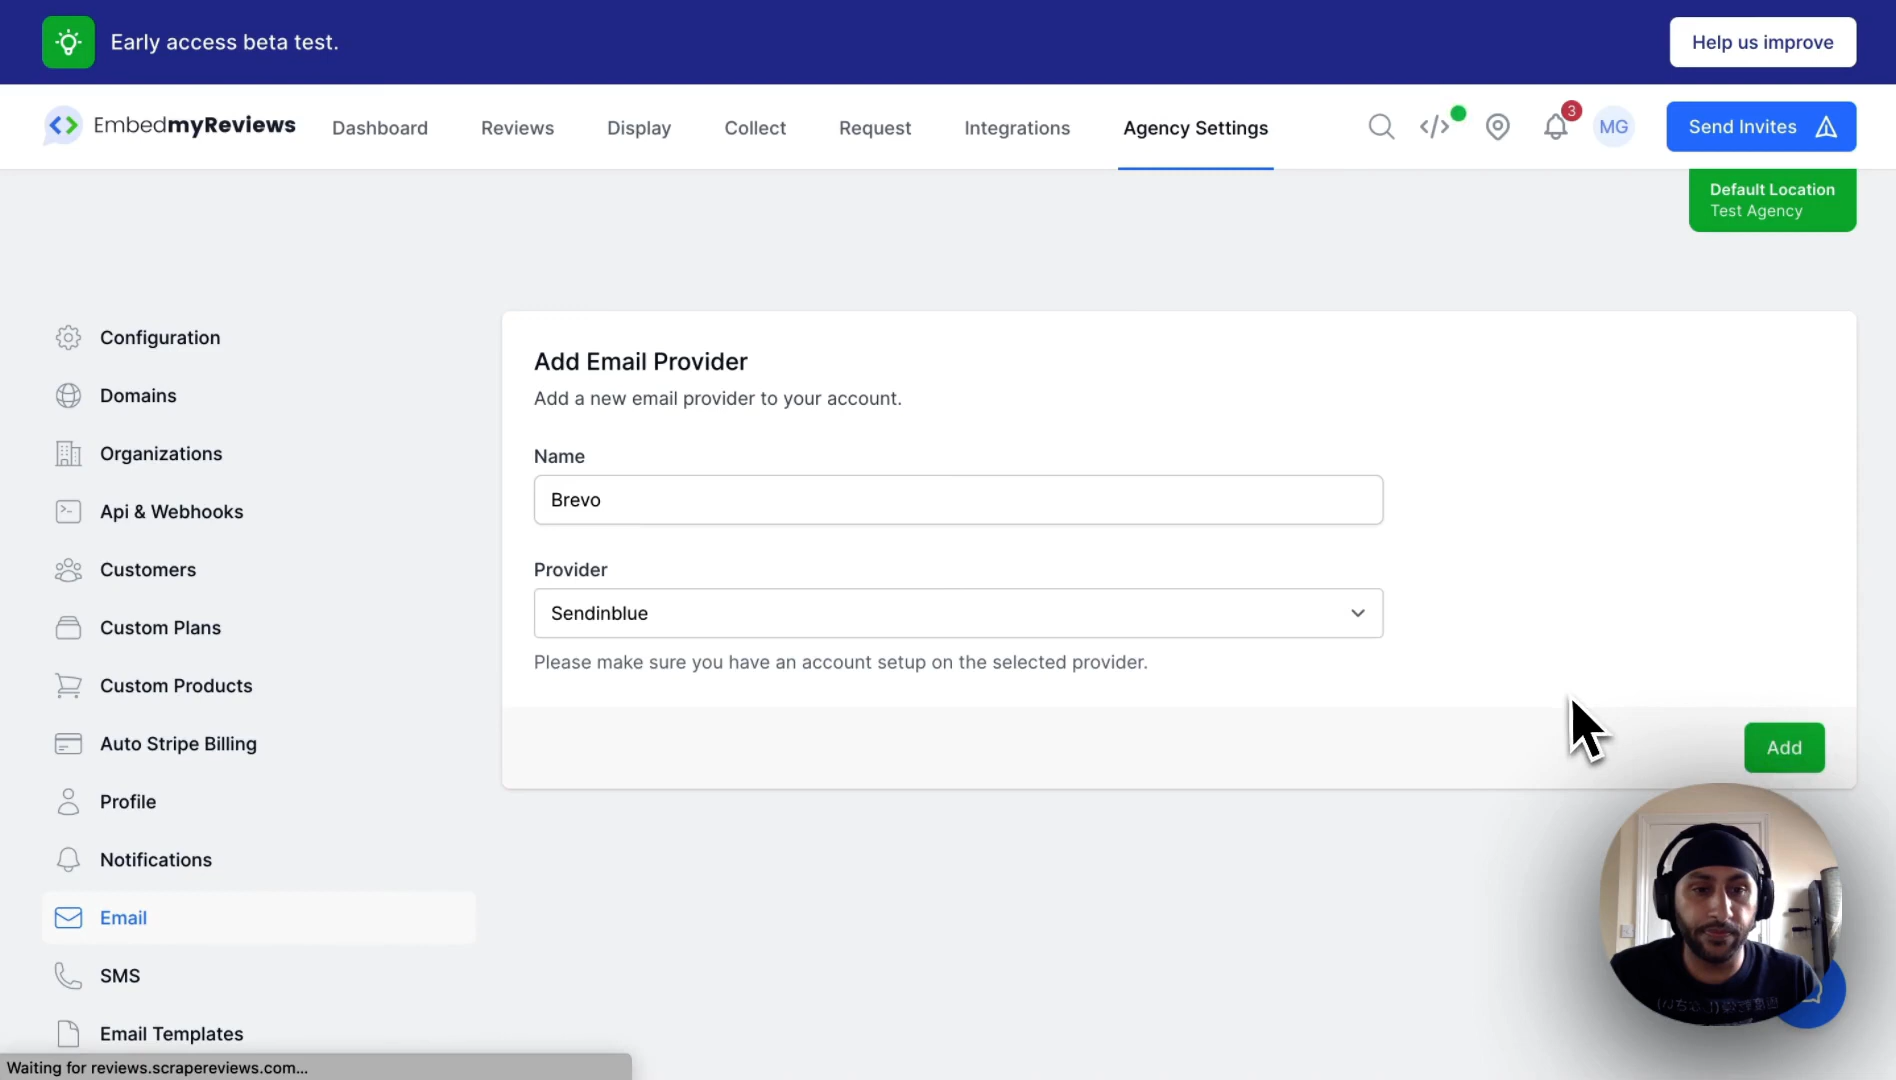 Early access beta test.
Help us improve
EmbedmyReviews
Dashboard
Reviews
Display
Collect
Request
Integrations
Agency Settings
3
MG
Send Invites
Default Location
Test Agency
Configuration
Domains
Organizations
Api & Webhooks
Customers
Custom Plans
Custom Products
Auto Stripe Billing
Profile
Notifications
Email
SMS
Email Templates
Add Email Provider
Add a new email provider to your account.
Name
Brevo
Provider
Sendinblue
Please make sure you have an account setup on the selected provider.
Add
Waiting for reviews.scrapereviews.com...